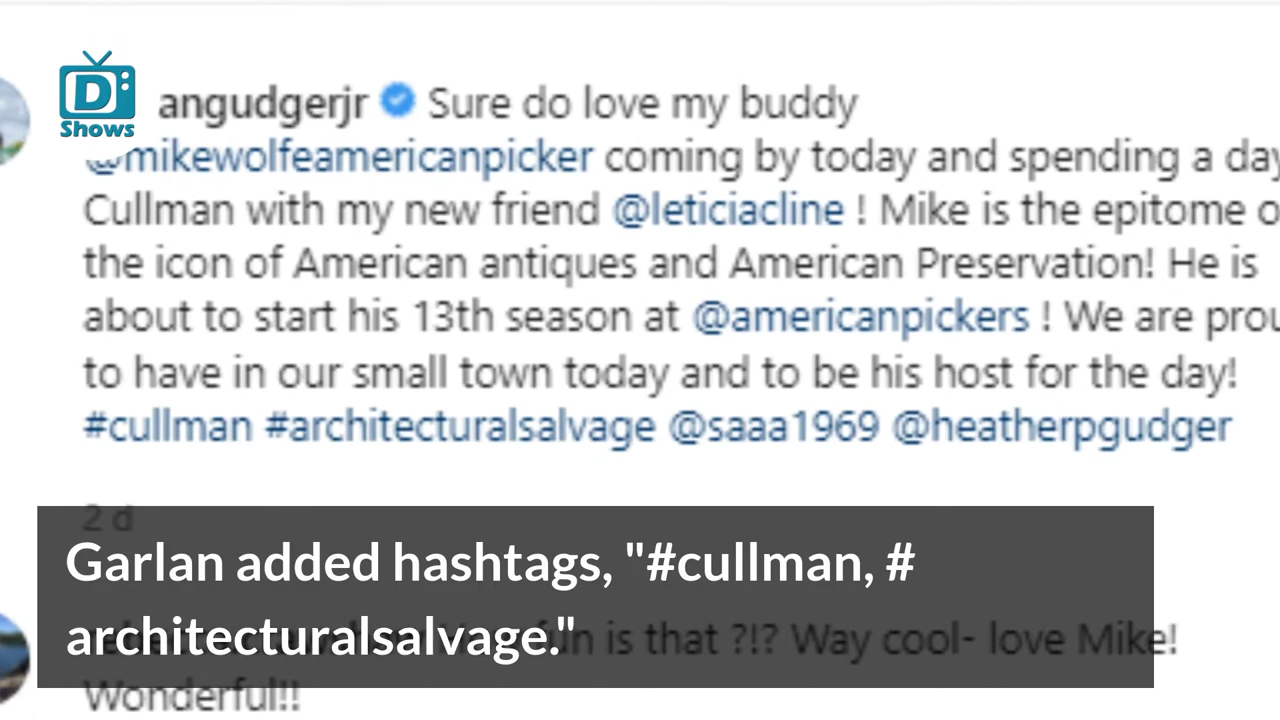 D
Shows
angudgerjr Sure do love my buddy
@mikewolfeamericanpicker coming by today and spending a day
Cullman with my new friend @leticiacline ! Mike is the epitome
the icon of American antiques and American Preservation! He is
about to start his 13th season at @americanpickers ! We are prou
to have in our small town today and to be his host for the day!
#cullman #architecturalsalvage @saaa1969 @heatherpgudger
2 d
Garlan added hashtags, "#cullman, #
architecturalsalvage."
fun is that ?!? Way cool- love Mike!
Wonderful!!